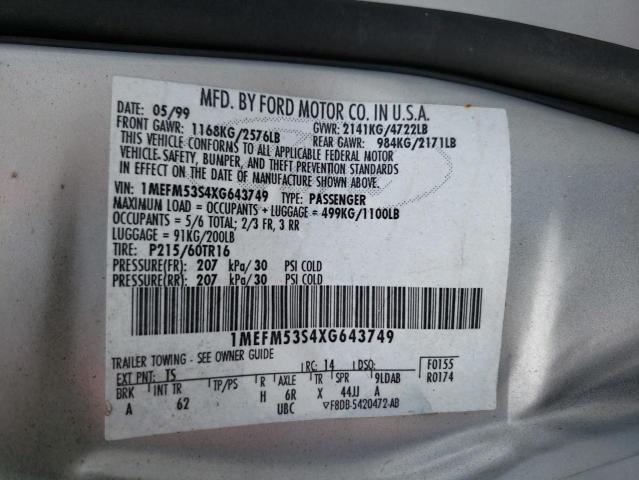 MFD. BY FORD MOTOR CO. IN U.S.A.
DATE: 05/99 GVWR: 2141KG/4722LB
FRONT GAWR: 1168KG/2576LB REAR GAWR: 984KG/2171LB
THIS VEHICLE CONFORMS TO ALL APPLICABLE FEDERAL MOTOR
VEHICLE-SAFETY, BUMPER, AND THEFT PREVENTION STANDARDS
IN EFFECT ON THE DATE OF MANUFACTURE SHOWN ABOVE.
VIN: 1MEFM53S4XG643749 TYPE: PASSENGER
MAXIMUM LOAD = OCCUPANTS + LUGGAGE = 499KG/1100LB
OCCUPANTS = 5/6 TOTAL; 2/3 FR, 3 RR
LUGGAGE = 91KG/200LB
TIRE: P215/60TR16
PRESSURE(FR): 207 kPa/30 PSI COLD
PRESSURE(RR): 207 kPa/30 PSI COLD
1MEFM53S4XG643749
TRAILER TOWING - SEE OWNER GUIDE F0155
EXT PNT: TS RC: 14 DSO: R0174
BRK INT TR TP/PS R AXLE TR SPR 9LDAB
A 62 H 6R X 44JJ A
UBC ▽F8DB-5420472-AB